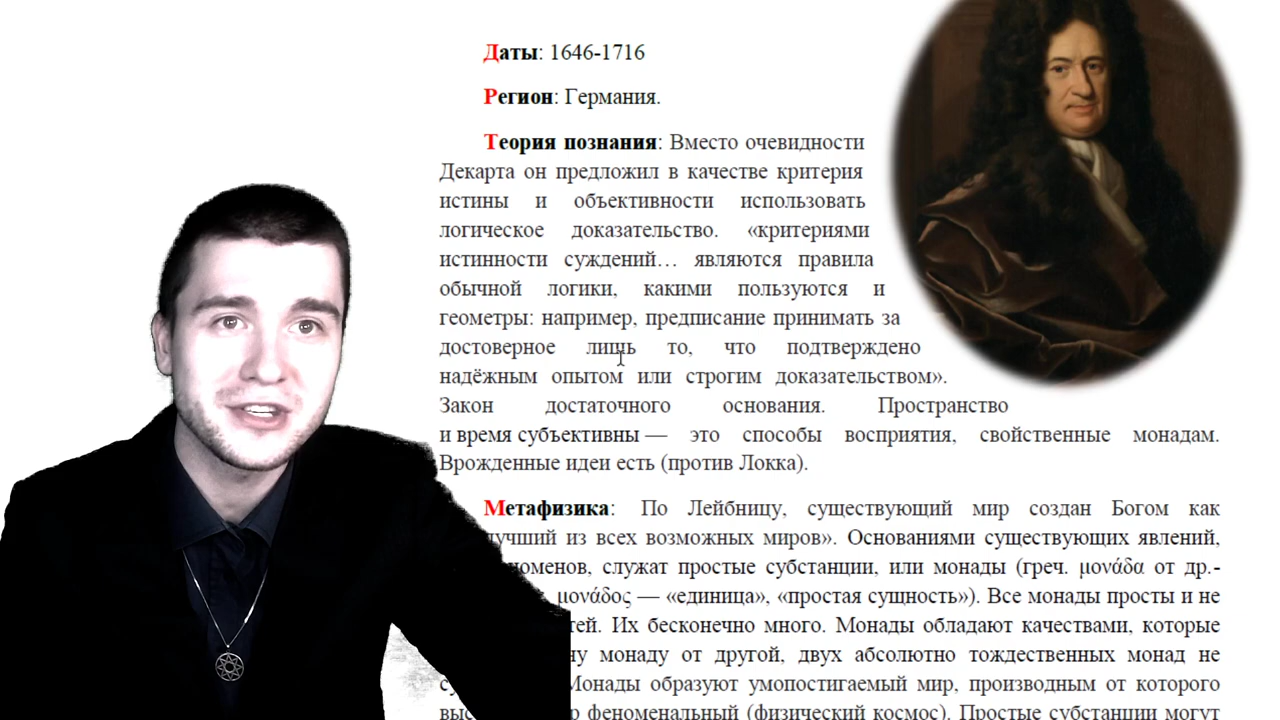 Даты: 1646-1716
Регион: Германия.
Теория познания: Вместо очевидности
Декарта он предложил в качестве критерия
истины и объективности использовать
логическое доказательство. «критериями
истинности суждений… являются правила
обычной логики, какими пользуются и
геометры: например, предписание принимать за
достоверное лишь то, что подтверждено
надёжным опытом или строгим доказательством».
Закон достаточного основания. Пространство
и время субъективны — это способы восприятия, свойственные монадам.
Врожденные идеи есть (против Локка).
Метафизика: По Лейбницу, существующий мир создан Богом как
из всех возможных миров». Основаниями существующих явлений,
служат простые субстанции, или монады (греч. μονάδα от др.-
μονάδος — «единица», «простая сущность»). Все монады просты и не
Их бесконечно много. Монады обладают качествами, которые
монаду от другой, двух абсолютно тождественных монад не
Монады образуют умопостигаемый мир, производным от которого
феноменальный (физический космос). Простые субстанции могут